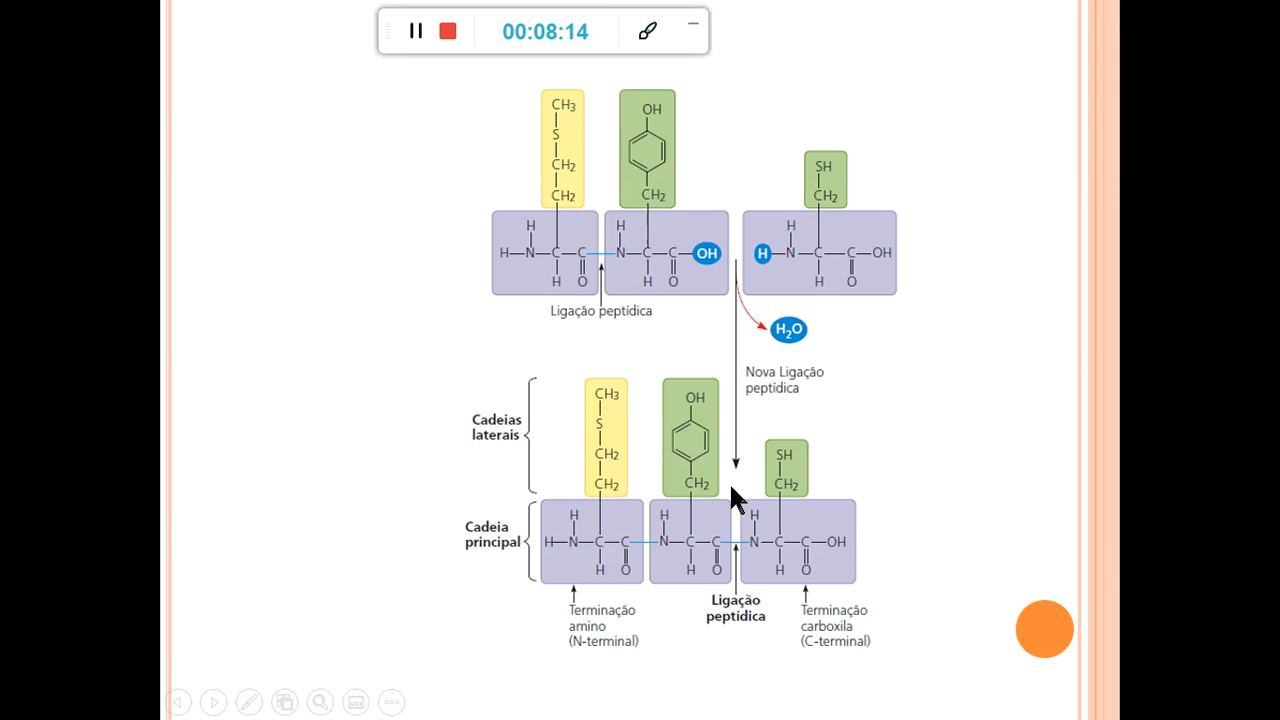 00:08:14
CH3
S
CH2
CH2
OH
CH2
SH
CH2
H
H—N—C—C
H O
H
N—C—C—OH
H O
H
H—N—C—C—OH
H O
Ligação peptídica
H2O
Nova Ligação
peptídica
Cadeias
laterais
CH3
S
CH2
CH2
OH
CH2
SH
CH2
Cadeia
principal
H
H—N—C—C
H O
H
N—C—C
H O
H
N—C—C—OH
H O
Terminação
amino
(N-terminal)
Ligação
peptídica
Terminação
carboxila
(C-terminal)